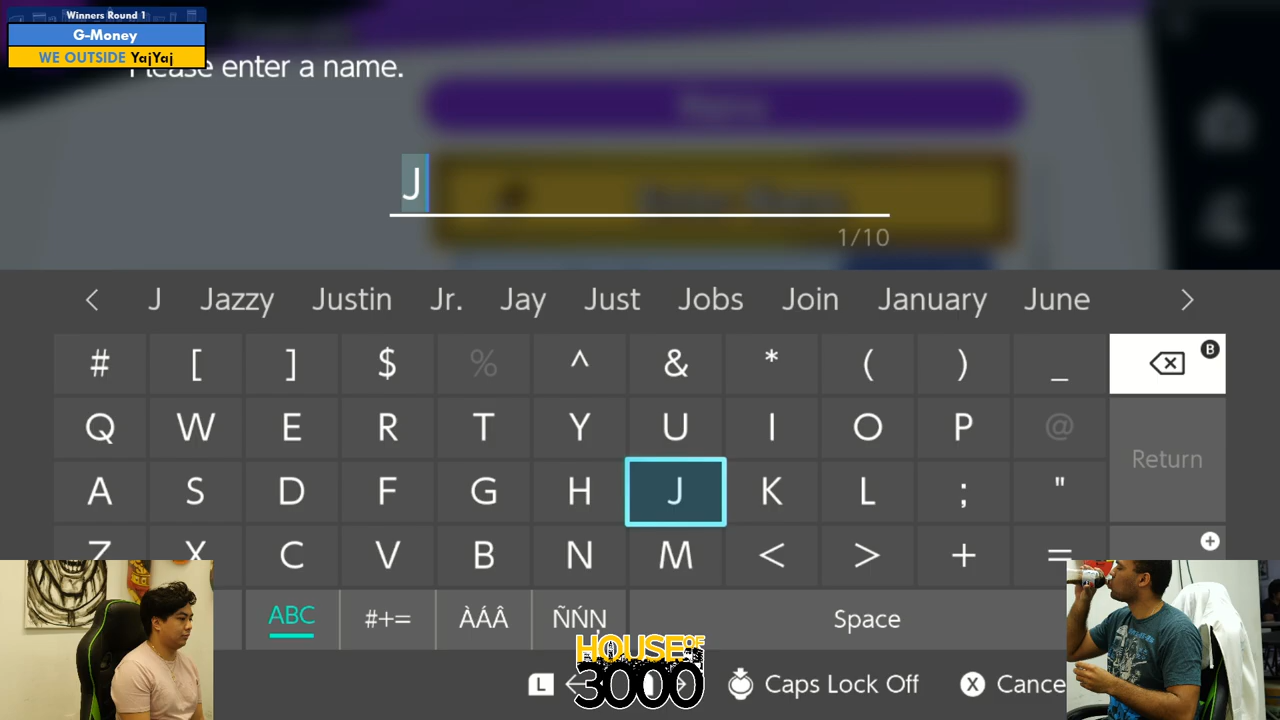 Winners Round 1
G-Money
WE OUTSIDE YajYaj
Please enter a name.
J
1/10
< J Jazzy Justin Jr. Jay Just Jobs Join January June >
# [ ] $ % ^ & * ( ) _ B
Q W E R T Y U I O P @
A S D F G H J K L ; " Return
Z X C V B N M < > + = +
ABC #+= ÀÁÂ ÑŃŅ Space
HOUSE OF
3000
L ← Caps Lock Off X Cance